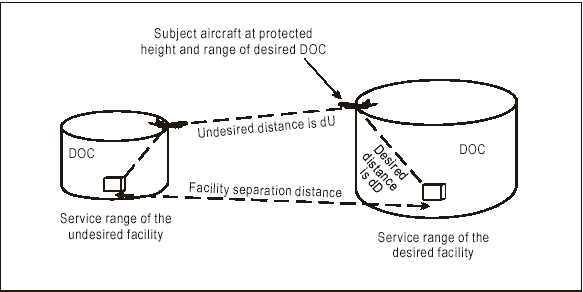 Subject aircraft at protected
height and range of desired DOC
Undesired distance is dU
DOC
DOC
Desired
distance
is dD
Facility separation distance
Service range of the
undesired facility
Service range of the
desired facility